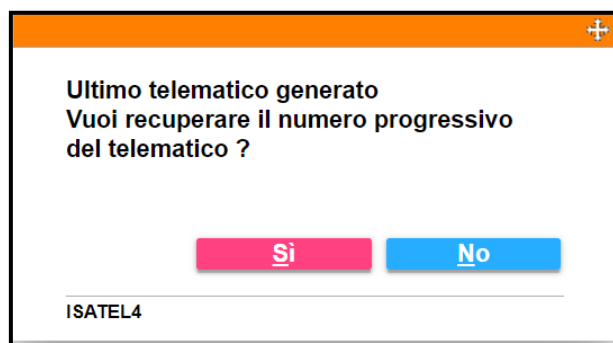 Ultimo telematico generato
Vuoi recuperare il numero progressivo
del telematico ?
Sì
No
ISATEL4